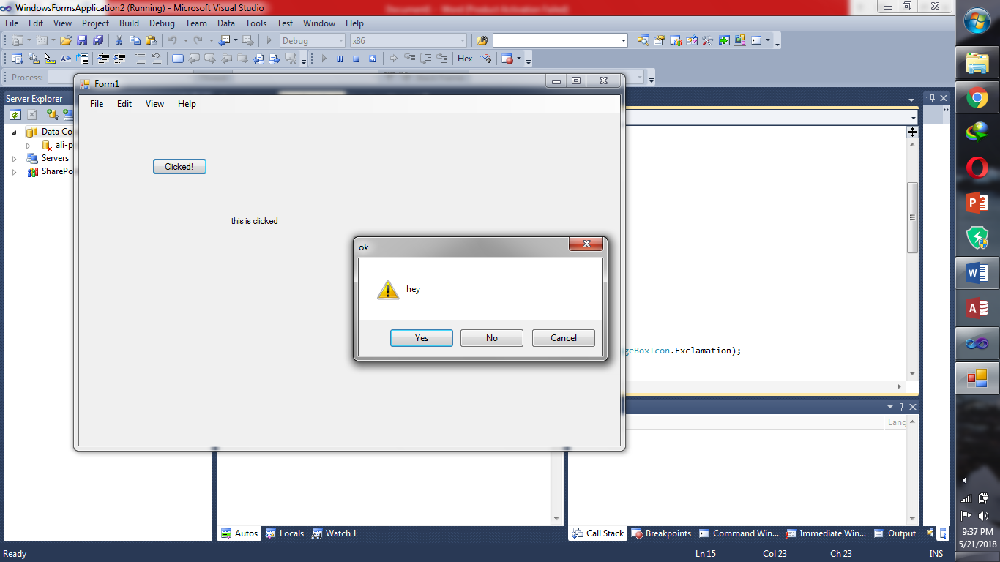 WindowsFormsApplication2 (Running) - Microsoft Visual Studio
File Edit View Project Build Debug Team Data Tools Test Window Help
Debug x86
Hex
Process:
Server Explorer
Data Co
ali-p
Servers
SharePo
Form1
File Edit View Help
Clicked!
this is clicked
ok
hey
Yes No Cancel
geBoxIcon.Exclamation);
Lang
Autos Locals Watch 1
Call Stack Breakpoints Command Win... Immediate Win... Output
Ready Ln 15 Col 23 Ch 23 INS
9:37 PM
5/21/2018